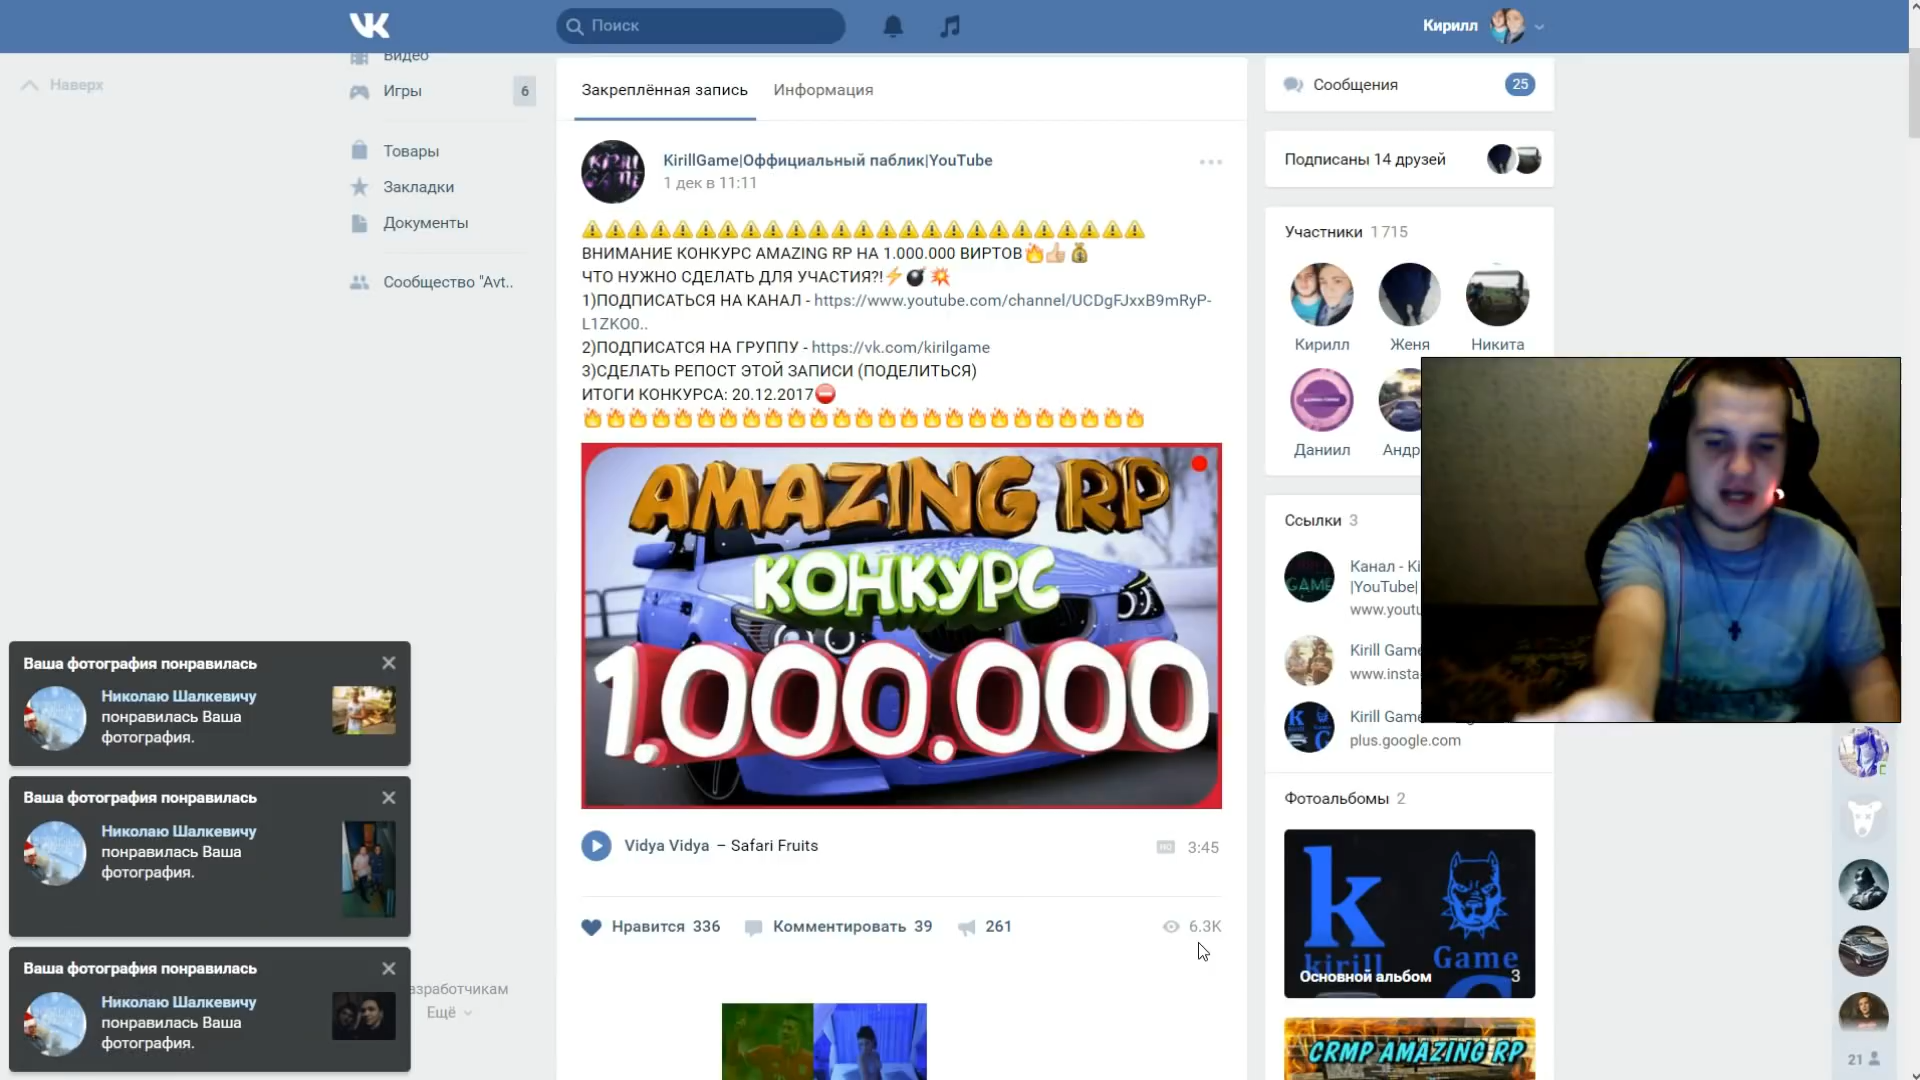 Поиск
Кирилл
Наверх
Видео
Игры
6
Товары
Закладки
Документы
Сообщество "Avt..
Закреплённая запись
Информация
KirillGame|Оффициальный паблик|YouTube
1 дек в 11:11
ВНИМАНИЕ КОНКУРС AMAZING RP НА 1.000.000 ВИРТОВ🔥👍💰
ЧТО НУЖНО СДЕЛАТЬ ДЛЯ УЧАСТИЯ?!⚡💣💥
1)ПОДПИСАТЬСЯ НА КАНАЛ - https://www.youtube.com/channel/UCDgFJxxB9mRyP-
L1ZKO0..
2)ПОДПИСАТСЯ НА ГРУППУ - https://vk.com/kirilgame
3)СДЕЛАТЬ РЕПОСТ ЭТОЙ ЗАПИСИ (ПОДЕЛИТЬСЯ)
ИТОГИ КОНКУРСА: 20.12.2017⛔
AMAZING RP
КОНКУРС
1.000.000
Vidya Vidya – Safari Fruits
HQ
3:45
Нравится 336
Комментировать 39
261
6.3K
Сообщения
25
Подписаны 14 друзей
Участники 1 715
Кирилл
Женя
Никита
Даниил
Андр
Ссылки 3
Канал - Ki
|YouTube|
www.youtu
Kirill Game
www.insta
Kirill Game
plus.google.com
Фотоальбомы 2
k
kirill
Game
G
Основной альбом
3
CRMP AMAZING RP
21
Ваша фотография понравилась
Николаю Шалкевичу
понравилась Ваша
фотография.
Ваша фотография понравилась
Николаю Шалкевичу
понравилась Ваша
фотография.
Ваша фотография понравилась
Николаю Шалкевичу
понравилась Ваша
фотография.
азработчикам
Ещё